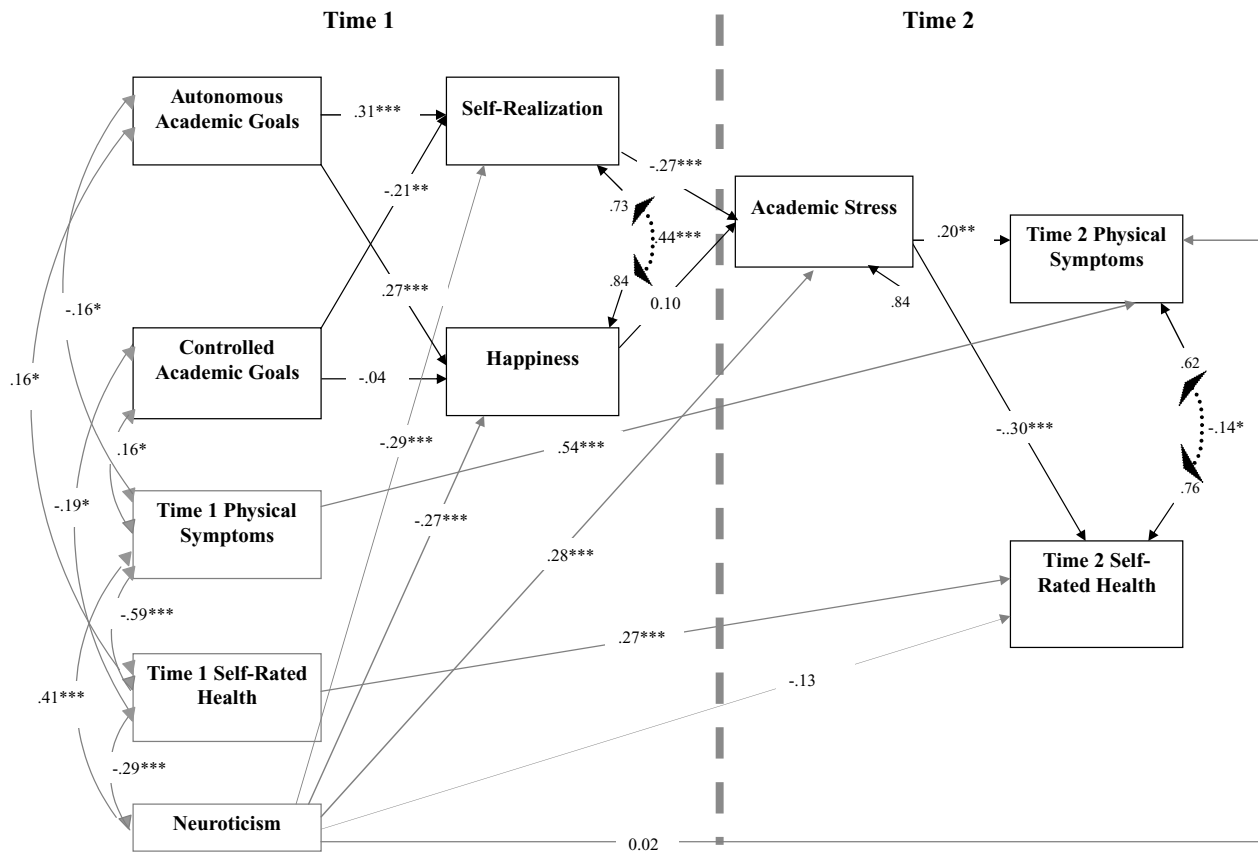 Time 1
Time 2
Autonomous
Academic Goals
.31***
Self-Realization
-.27***
-.21**
.73
.44***
.84
0.10
Academic Stress
.20**
.84
Time 2 Physical
Symptoms
.27***
-.16*
.16*
Controlled
Academic Goals
-.04
Happiness
.62
-.14*
.76
-..30***
.16*
-.29***
.54***
-.19*
Time 1 Physical
Symptoms
-.27***
.28***
Time 2 Self-
Rated Health
-.59***
.27***
Time 1 Self-Rated
Health
-.13
.41***
-.29***
Neuroticism
0.02